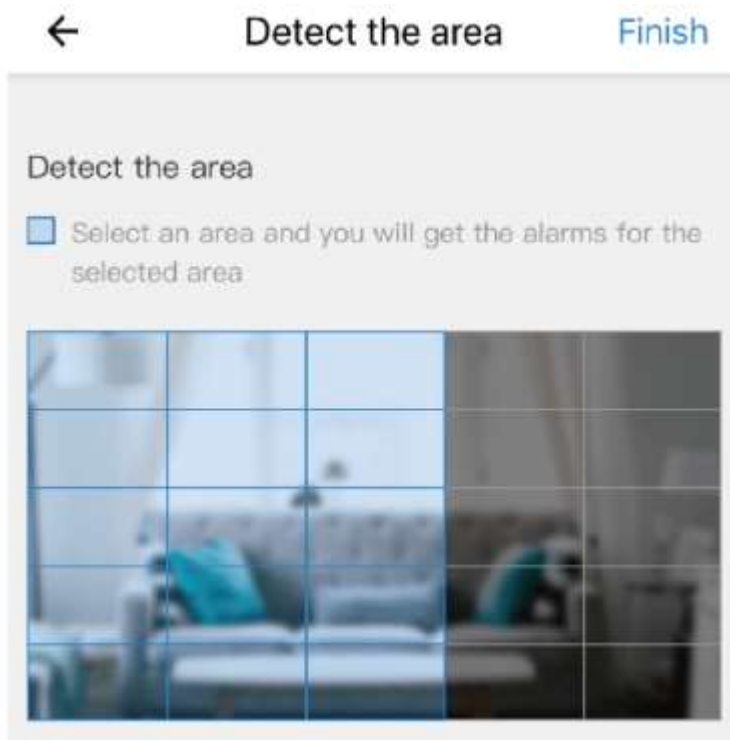 Detect the area
Finish
Detect the area
Select an area and you will get the alarms for the
selected area